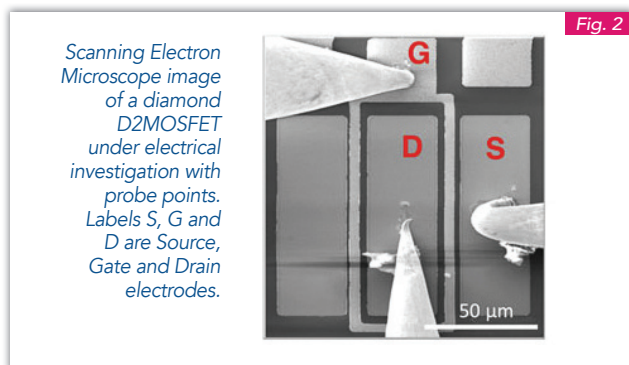 Fig. 2
Scanning Electron
Microscope image
of a diamond
D2MOSFET
under electrical
investigation with
probe points.
Labels S, G and
D are Source,
Gate and Drain
electrodes.
G
D
S
50 µm